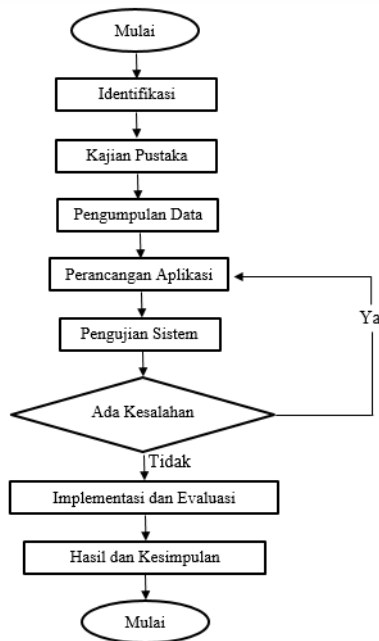 Mulai
Identifikasi
Kajian Pustaka
Pengumpulan Data
Perancangan Aplikasi
Pengujian Sistem
Ya
Ada Kesalahan
Tidak
Implementasi dan Evaluasi
Hasil dan Kesimpulan
Mulai